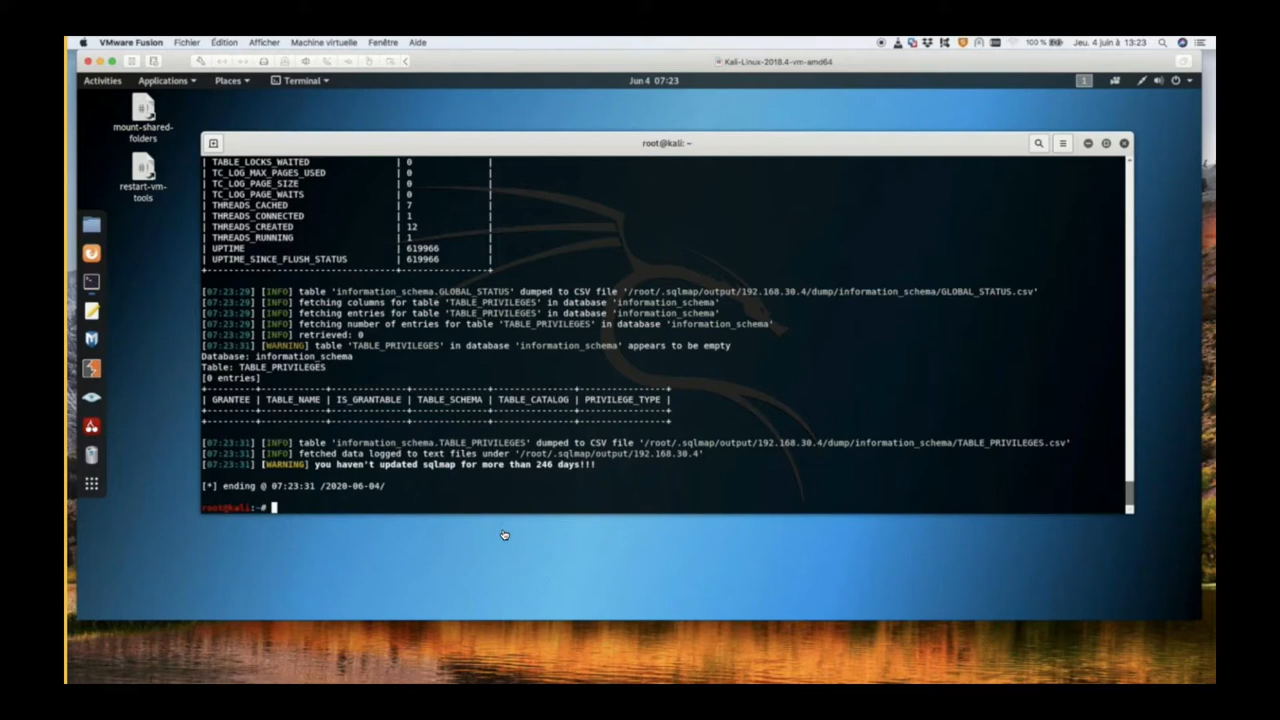 VMware Fusion Fichier Édition Afficher Machine virtuelle Fenêtre Aide 100 % Jeu. 4 juin à 13:23
Kali-Linux-2018.4-vm-amd64
Activities Applications Places Terminal Jun 4 07:23 1
mount-shared-
folders
restart-vm-
tools
root@kali: ~
| TABLE_LOCKS_WAITED | 0 |
| TC_LOG_MAX_PAGES_USED | 0 |
| TC_LOG_PAGE_SIZE | 0 |
| TC_LOG_PAGE_WAITS | 0 |
| THREADS_CACHED | 7 |
| THREADS_CONNECTED | 1 |
| THREADS_CREATED | 12 |
| THREADS_RUNNING | 1 |
| UPTIME | 619966 |
| UPTIME_SINCE_FLUSH_STATUS | 619966 |
[07:23:29] [INFO] table 'information_schema.GLOBAL_STATUS' dumped to CSV file '/root/.sqlmap/output/192.168.30.4/dump/information_schema/GLOBAL_STATUS.csv'
[07:23:29] [INFO] fetching columns for table 'TABLE_PRIVILEGES' in database 'information_schema'
[07:23:29] [INFO] fetching entries for table 'TABLE_PRIVILEGES' in database 'information_schema'
[07:23:29] [INFO] fetching number of entries for table 'TABLE_PRIVILEGES' in database 'information_schema'
[07:23:29] [INFO] retrieved: 0
[07:23:31] [WARNING] table 'TABLE_PRIVILEGES' in database 'information_schema' appears to be empty
Database: information_schema
Table: TABLE_PRIVILEGES
[0 entries]
| GRANTEE | TABLE_NAME | IS_GRANTABLE | TABLE_SCHEMA | TABLE_CATALOG | PRIVILEGE_TYPE |
[07:23:31] [INFO] table 'information_schema.TABLE_PRIVILEGES' dumped to CSV file '/root/.sqlmap/output/192.168.30.4/dump/information_schema/TABLE_PRIVILEGES.csv'
[07:23:31] [INFO] fetched data logged to text files under '/root/.sqlmap/output/192.168.30.4'
[07:23:31] [WARNING] you haven't updated sqlmap for more than 246 days!!!
[*] ending @ 07:23:31 /2020-06-04/
root@kali:~#